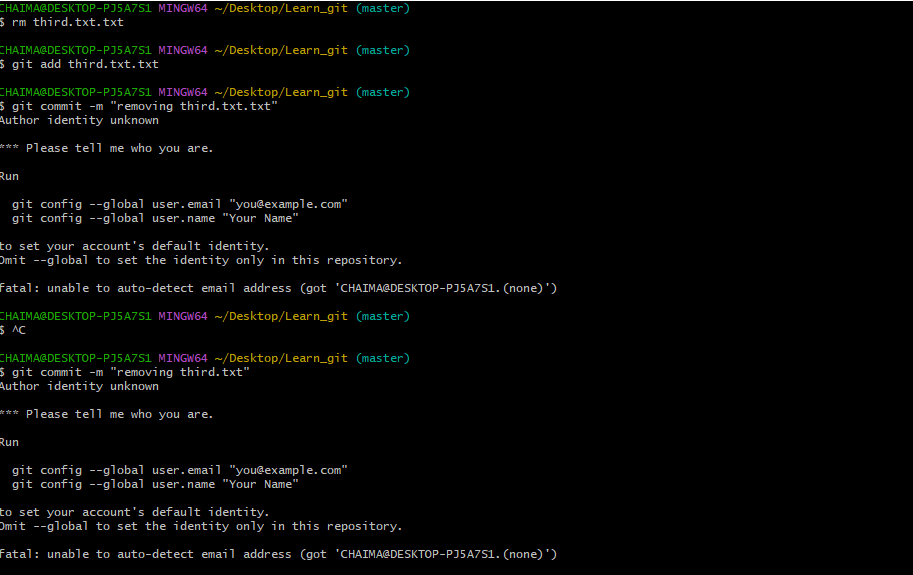 CHAIMA@DESKTOP-PJ5A7S1 MINGW64 ~/Desktop/Learn_git (master)
$ rm third.txt.txt
CHAIMA@DESKTOP-PJ5A7S1 MINGW64 ~/Desktop/Learn_git (master)
$ git add third.txt.txt
CHAIMA@DESKTOP-PJ5A7S1 MINGW64 ~/Desktop/Learn_git (master)
$ git commit -m "removing third.txt.txt"
Author identity unknown
*** Please tell me who you are.
Run
git config --global user.email "you@example.com"
git config --global user.name "Your Name"
to set your account's default identity.
Omit --global to set the identity only in this repository.
fatal: unable to auto-detect email address (got 'CHAIMA@DESKTOP-PJ5A7S1.(none)')
CHAIMA@DESKTOP-PJ5A7S1 MINGW64 ~/Desktop/Learn_git (master)
$ ^C
CHAIMA@DESKTOP-PJ5A7S1 MINGW64 ~/Desktop/Learn_git (master)
$ git commit -m "removing third.txt"
Author identity unknown
*** Please tell me who you are.
Run
git config --global user.email "you@example.com"
git config --global user.name "Your Name"
to set your account's default identity.
Omit --global to set the identity only in this repository.
fatal: unable to auto-detect email address (got 'CHAIMA@DESKTOP-PJ5A7S1.(none)')